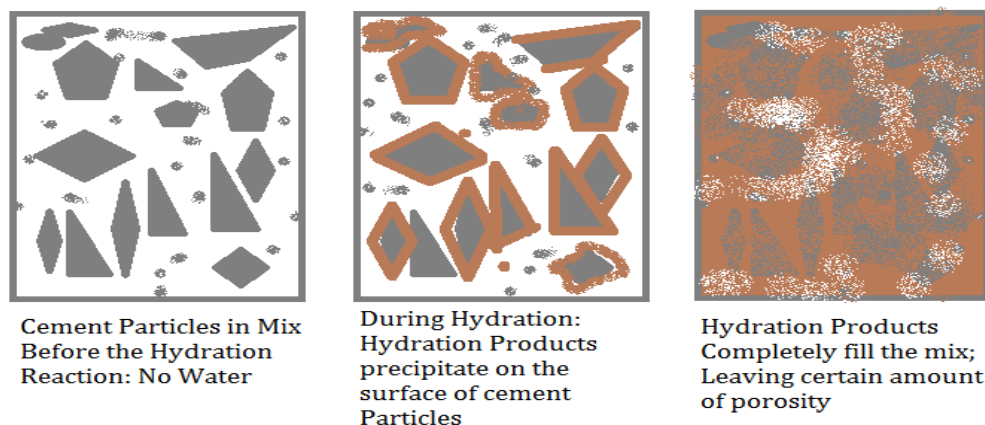 Cement Particles in Mix
Before the Hydration
Reaction: No Water
During Hydration:
Hydration Products
precipitate on the
surface of cement
Particles
Hydration Products
Completely fill the mix;
Leaving certain amount
of porosity